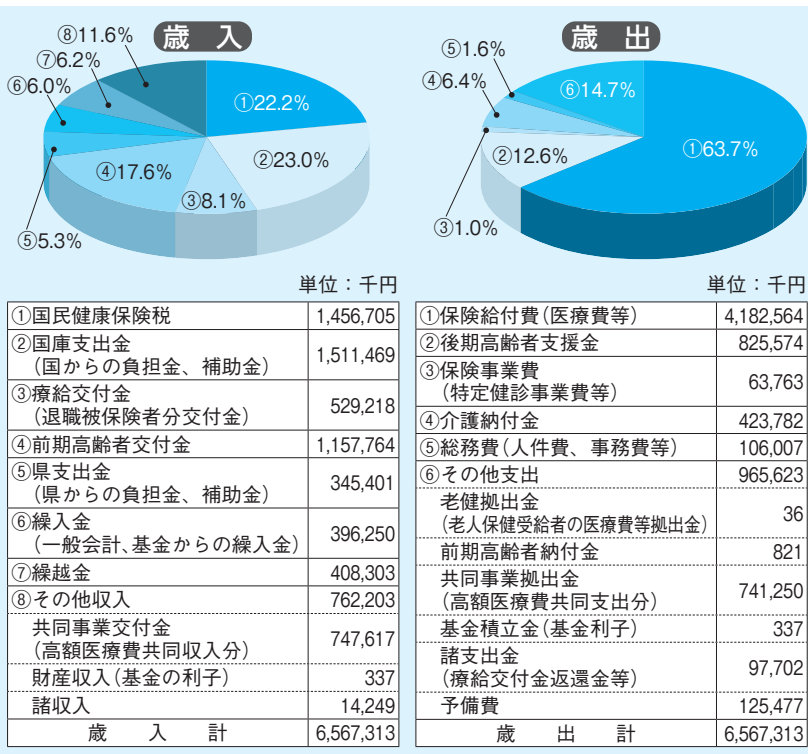 歳 入
⑧11.6%
⑦6.2%
⑥6.0%
①22.2%
②23.0%
④17.6%
③8.1%
⑤5.3%
単位：千円
①国民健康保険税 1,456,705
②国庫支出金
(国からの負担金、補助金) 1,511,469
③療給交付金
(退職被保険者分交付金) 529,218
④前期高齢者交付金 1,157,764
⑤県支出金
(県からの負担金、補助金) 345,401
⑥繰入金
(一般会計、基金からの繰入金) 396,250
⑦繰越金 408,303
⑧その他収入 762,203
共同事業交付金
(高額医療費共同収入分) 747,617
財産収入(基金の利子) 337
諸収入 14,249
歳 入 計 6,567,313
歳 出
⑤1.6%
④6.4%
⑥14.7%
①63.7%
②12.6%
③1.0%
単位：千円
①保険給付費(医療費等) 4,182,564
②後期高齢者支援金 825,574
③保険事業費
(特定健診事業費等) 63,763
④介護納付金 423,782
⑤総務費(人件費、事務費等) 106,007
⑥その他支出 965,623
老健拠出金
(老人保健受給者の医療費等拠出金) 36
前期高齢者納付金 821
共同事業拠出金
(高額医療費共同支出分) 741,250
基金積立金(基金利子) 337
諸支出金
(療給交付金返還金等) 97,702
予備費 125,477
歳 出 計 6,567,313